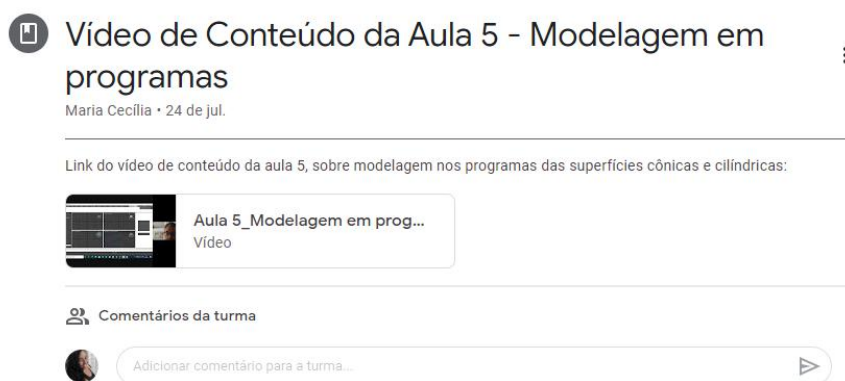 Vídeo de Conteúdo da Aula 5 - Modelagem em
programas
Maria Cecília • 24 de jul.
Link do vídeo de conteúdo da aula 5, sobre modelagem nos programas das superfícies cônicas e cilíndricas:
Aula 5_Modelagem em prog...
Vídeo
Comentários da turma
Adicionar comentário para a turma...